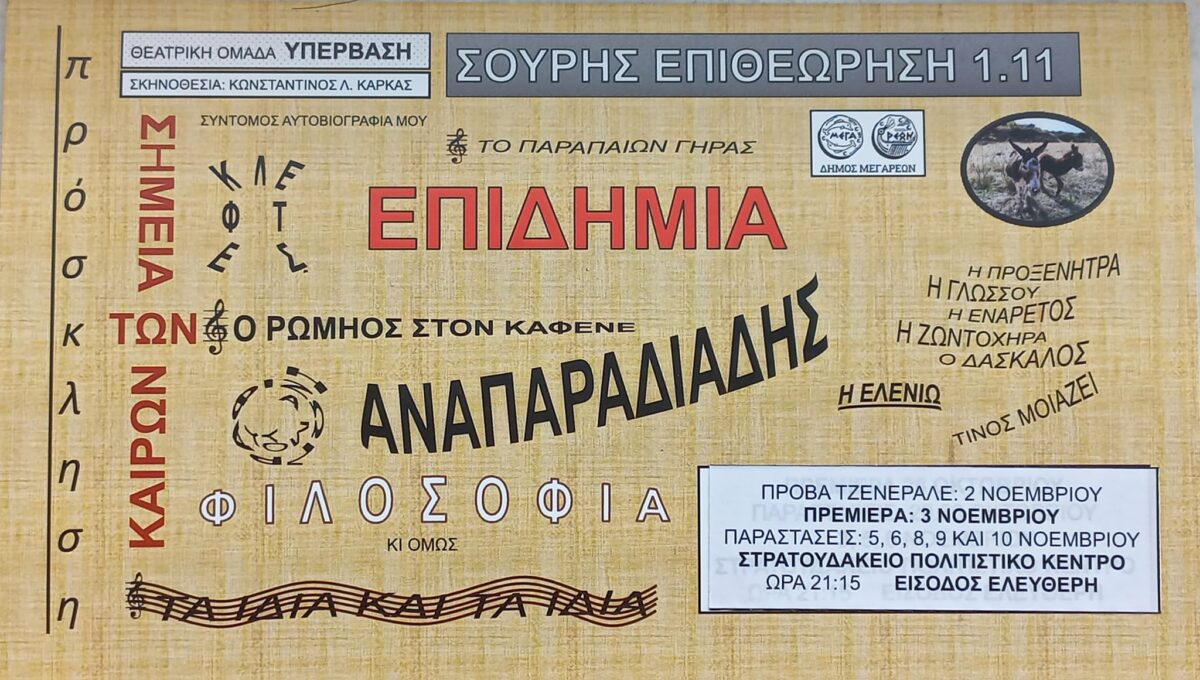 πρόσκληση
ΘΕΑΤΡΙΚΗ ΟΜΑΔΑ ΥΠΕΡΒΑΣΗ
ΣΚΗΝΟΘΕΣΙΑ: ΚΩΝΣΤΑΝΤΙΝΟΣ Λ. ΚΑΡΚΑΣ
ΣΟΥΡΗΣ ΕΠΙΘΕΩΡΗΣΗ 1.11
ΣΗΜΕΙΑ ΤΩΝ ΚΑΙΡΩΝ
ΣΥΝΤΟΜΟΣ ΑΥΤΟΒΙΟΓΡΑΦΙΑ ΜΟΥ
ΚΛΕΦΤΕΣ
ΤΟ ΠΑΡΑΠΑΙΩΝ ΓΗΡΑΣ
ΜΕΓΑ ΡΕΩΝ
ΔΗΜΟΣ ΜΕΓΑΡΕΩΝ
ΕΠΙΔΗΜΙΑ
Ο ΡΩΜΗΟΣ ΣΤΟΝ ΚΑΦΕΝΕ
ΑΝΑΠΑΡΑΔΙΑΔΗΣ
Η ΠΡΟΞΕΝΗΤΡΑ
Η ΓΛΩΣΣΟΥ
Η ΕΝΑΡΕΤΟΣ
Η ΖΩΝΤΟΧΗΡΑ
Ο ΔΑΣΚΑΛΟΣ
Η ΕΛΕΝΙΩ
ΤΙΝΟΣ ΜΟΙΑΖΕΙ
ΦΙΛΟΣΟΦΙΑ
ΚΙ ΟΜΩΣ
ΤΑ ΙΔΙΑ ΚΑΙ ΤΑ ΙΔΙΑ
ΠΡΟΒΑ ΤΖΕΝΕΡΑΛΕ: 2 ΝΟΕΜΒΡΙΟΥ
ΠΡΕΜΙΕΡΑ: 3 ΝΟΕΜΒΡΙΟΥ
ΠΑΡΑΣΤΑΣΕΙΣ: 5, 6, 8, 9 ΚΑΙ 10 ΝΟΕΜΒΡΙΟΥ
ΣΤΡΑΤΟΥΔΑΚΕΙΟ ΠΟΛΙΤΙΣΤΙΚΟ ΚΕΝΤΡΟ
ΩΡΑ 21:15 ΕΙΣΟΔΟΣ ΕΛΕΥΘΕΡΗ